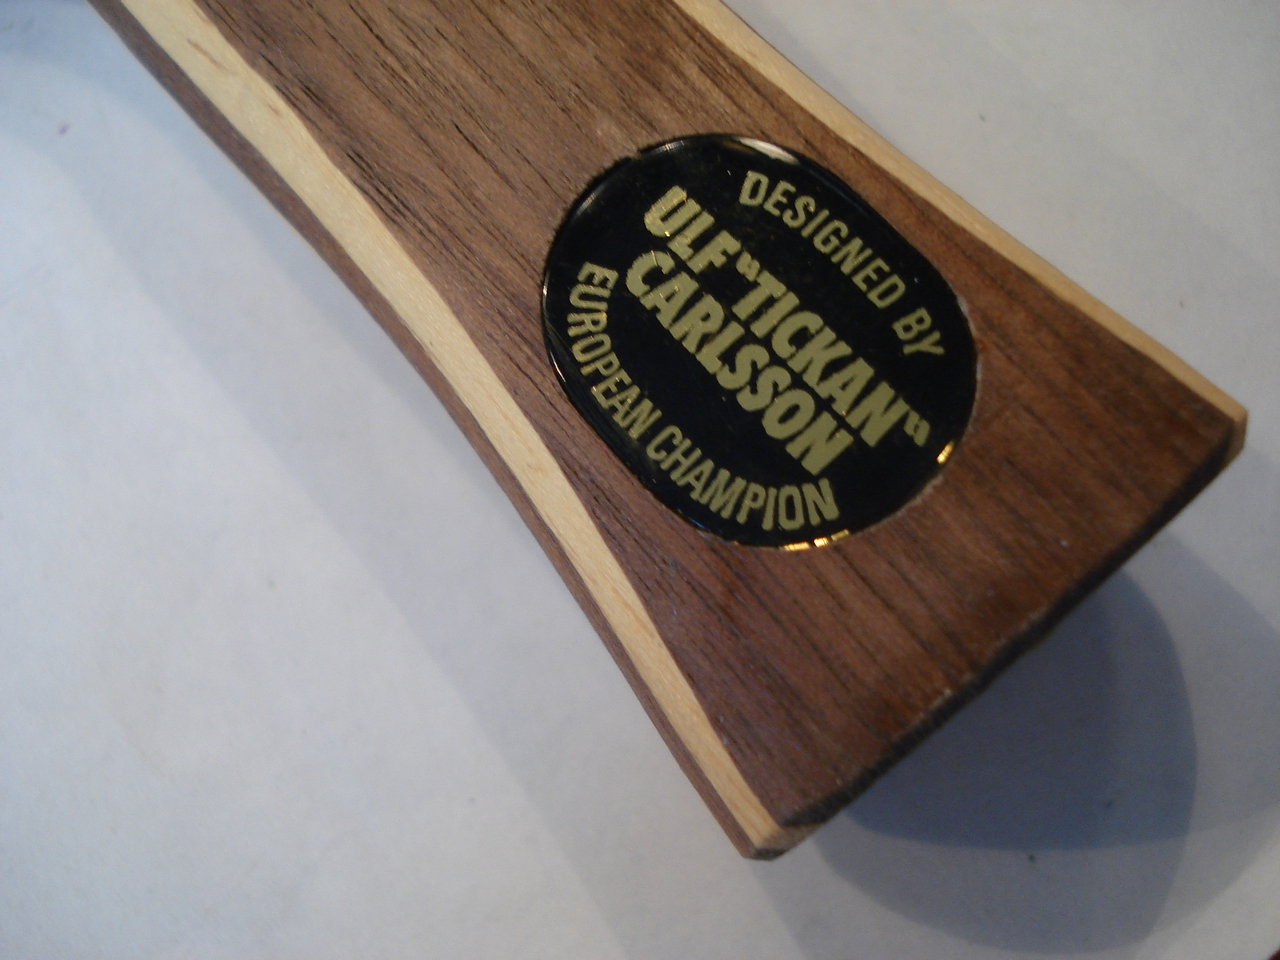 DESIGNED BY
ULF "TICKAN"
CARLSSON
EUROPEAN CHAMPION